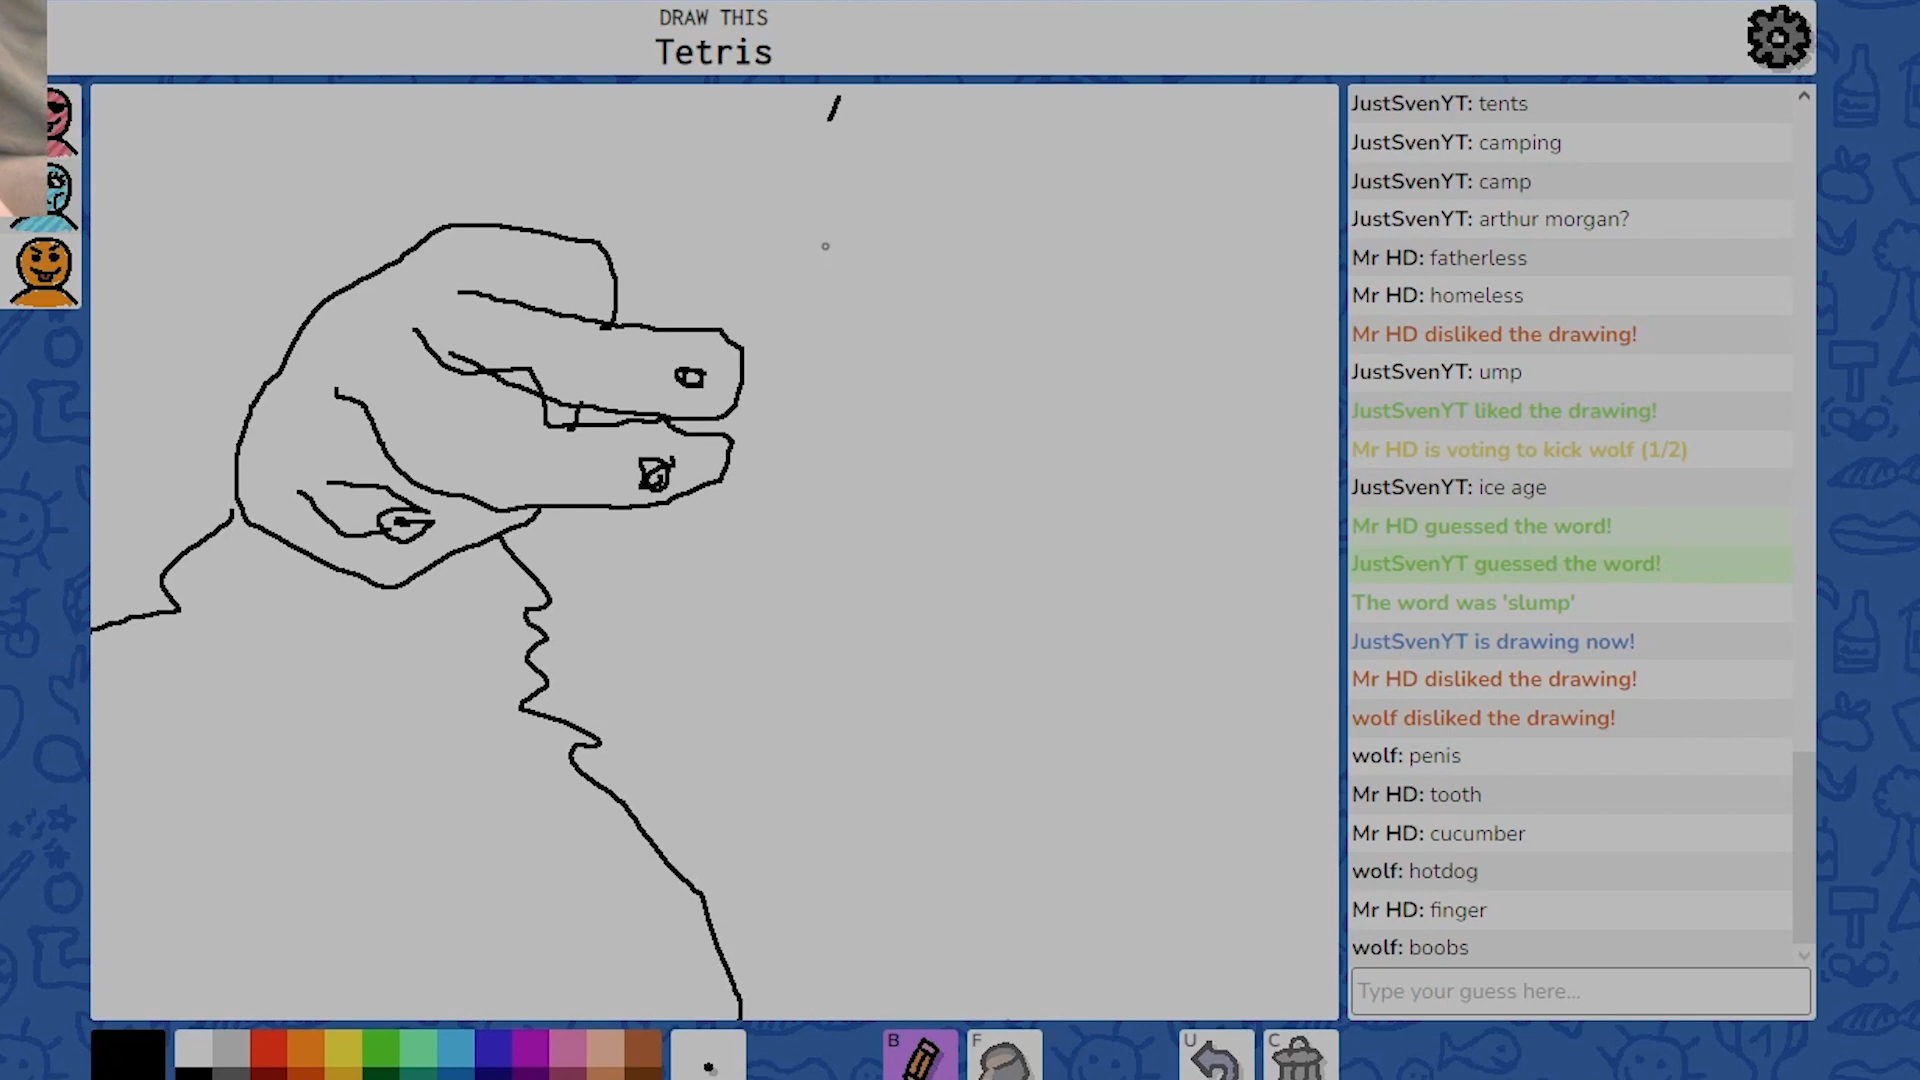 DRAW THIS
Tetris
JustSvenYT: tents
JustSvenYT: camping
JustSvenYT: camp
JustSvenYT: arthur morgan?
Mr HD: fatherless
Mr HD: homeless
Mr HD disliked the drawing!
JustSvenYT: ump
JustSvenYT liked the drawing!
Mr HD is voting to kick wolf (1/2)
JustSvenYT: ice age
Mr HD guessed the word!
JustSvenYT guessed the word!
The word was 'slump'
JustSvenYT is drawing now!
Mr HD disliked the drawing!
wolf disliked the drawing!
wolf: penis
Mr HD: tooth
Mr HD: cucumber
wolf: hotdog
Mr HD: finger
wolf: boobs
Type your guess here...
B
F
U
C